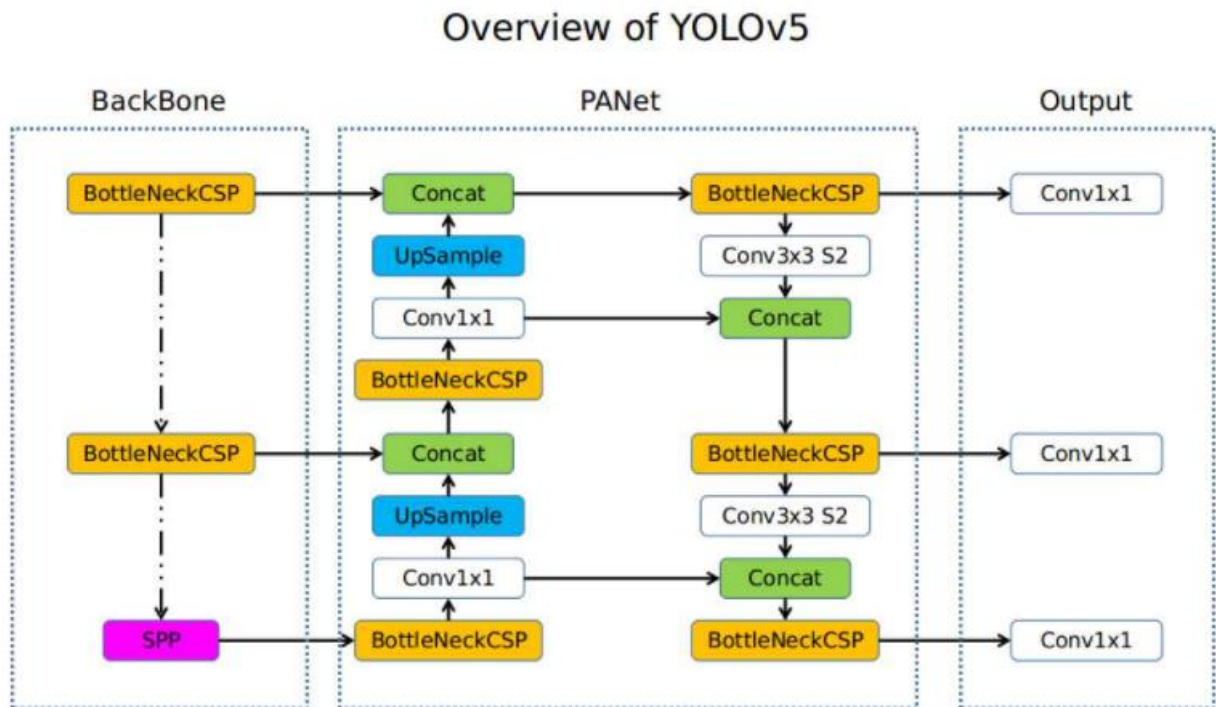 Overview of YOLOv5
BackBone
PANet
Output
BottleNeckCSP
Concat
BottleNeckCSP
Conv1x1
UpSample
Conv3x3 S2
Conv1x1
Concat
BottleNeckCSP
BottleNeckCSP
Concat
BottleNeckCSP
Conv1x1
UpSample
Conv3x3 S2
Conv1x1
Concat
SPP
BottleNeckCSP
BottleNeckCSP
Conv1x1